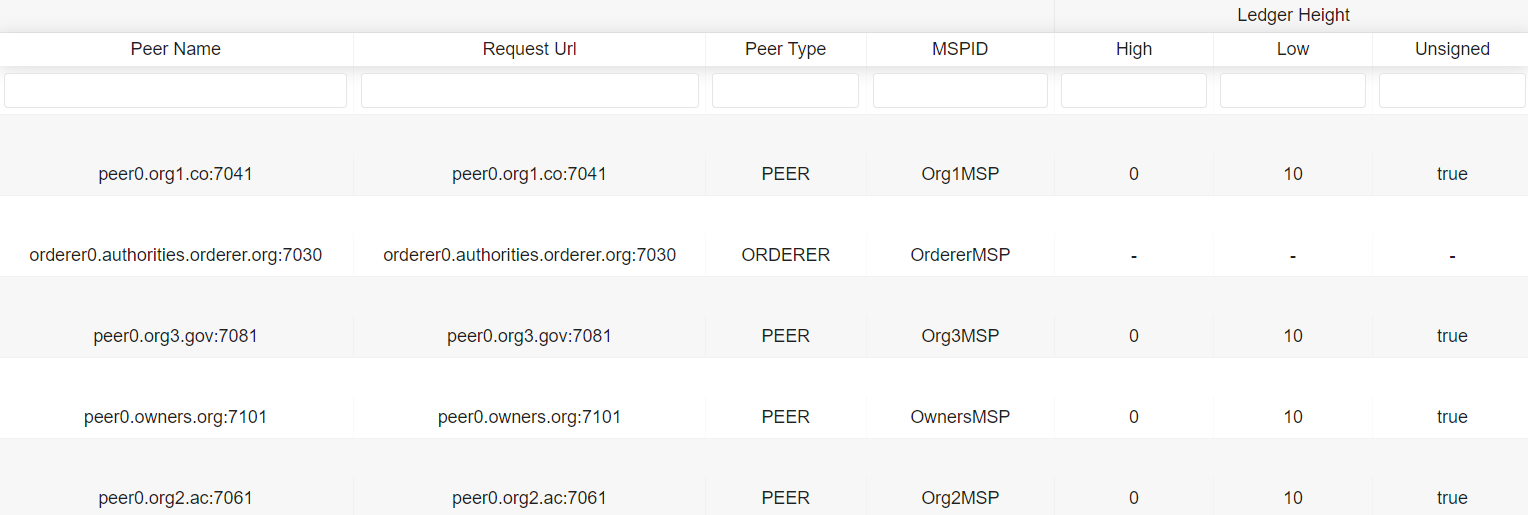 Ledger Height
Peer Name Request Url Peer Type MSPID High Low Unsigned
peer0.org1.co:7041 peer0.org1.co:7041 PEER Org1MSP 0 10 true
orderer0.authorities.orderer.org:7030 orderer0.authorities.orderer.org:7030 ORDERER OrdererMSP - - -
peer0.org3.gov:7081 peer0.org3.gov:7081 PEER Org3MSP 0 10 true
peer0.owners.org:7101 peer0.owners.org:7101 PEER OwnersMSP 0 10 true
peer0.org2.ac:7061 peer0.org2.ac:7061 PEER Org2MSP 0 10 true